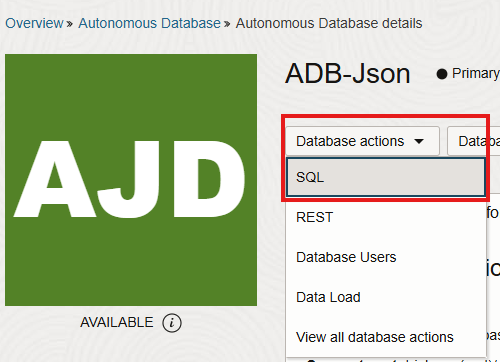 Overview » Autonomous Database » Autonomous Database details
AJD
AVAILABLE
ADB-Json
Primary
Database actions
SQL
REST
Database Users
Data Load
View all database actions